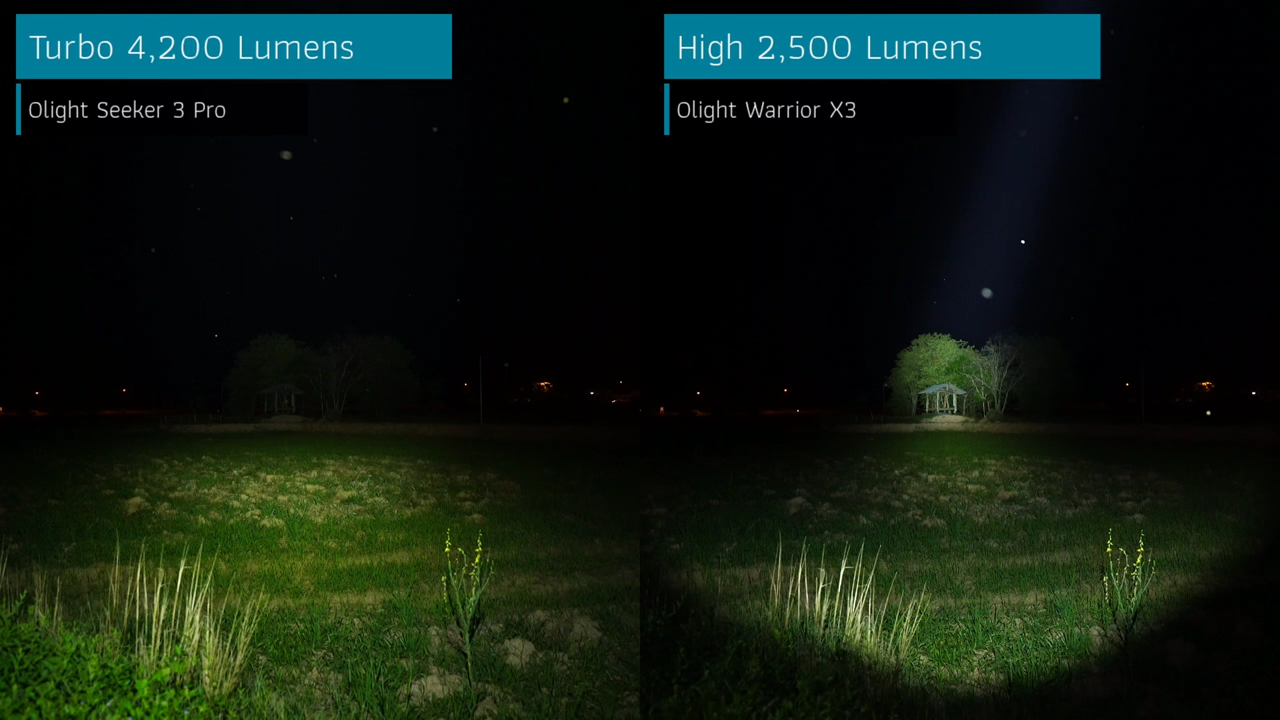 Turbo 4,200 Lumens
Olight Seeker 3 Pro
High 2,500 Lumens
Olight Warrior X3